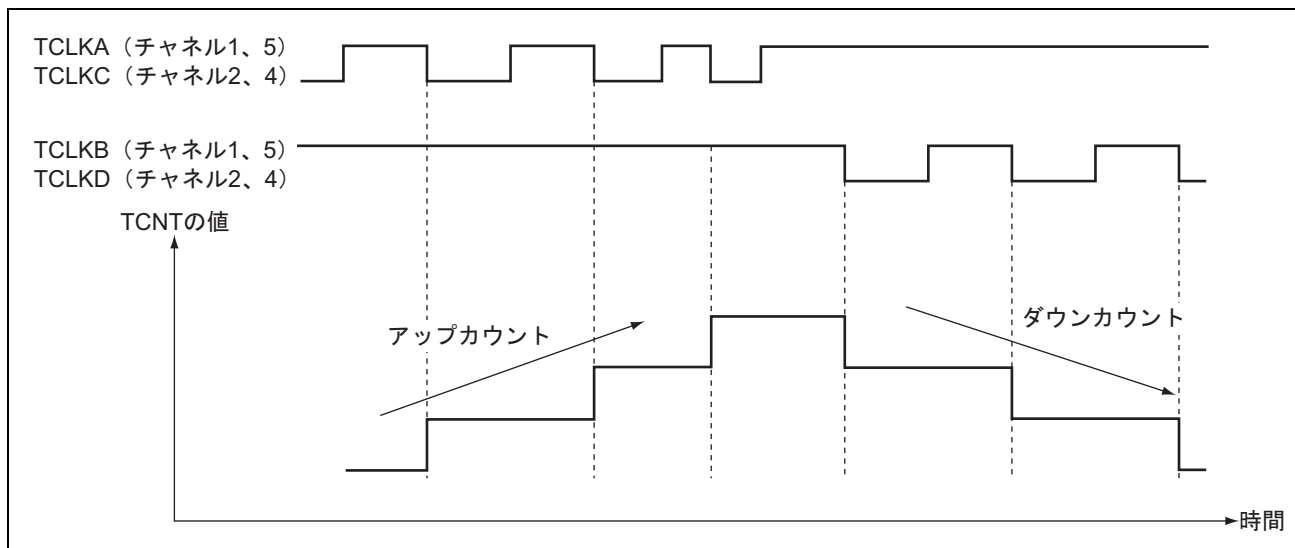 TCLKA（チャネル1、5）
TCLKC（チャネル2、4）
TCLKB（チャネル1、5）
TCLKD（チャネル2、4）
TCNTの値
アップカウント
ダウンカウント
時間